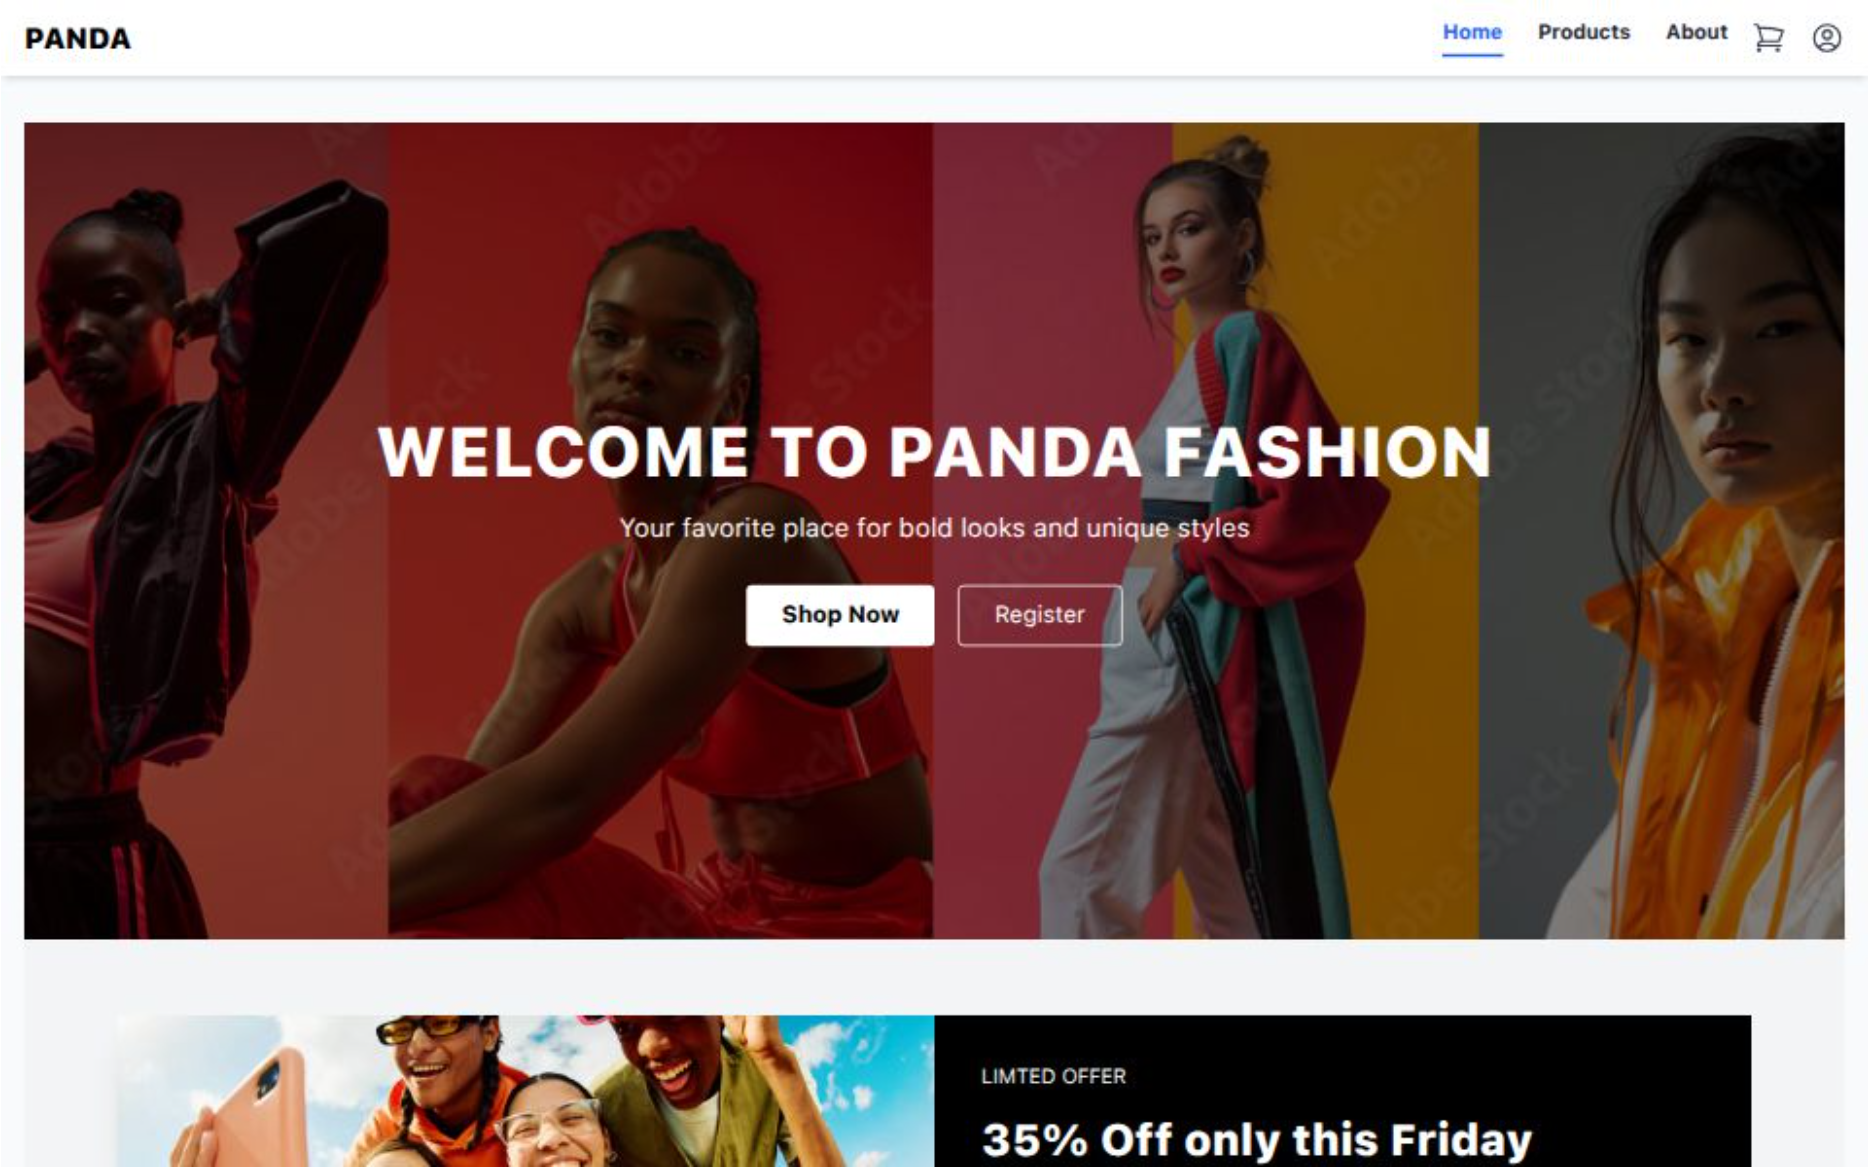 PANDA
Home Products About
WELCOME TO PANDA FASHION
Your favorite place for bold looks and unique styles
Shop Now Register
LIMTED OFFER
35% Off only this Friday